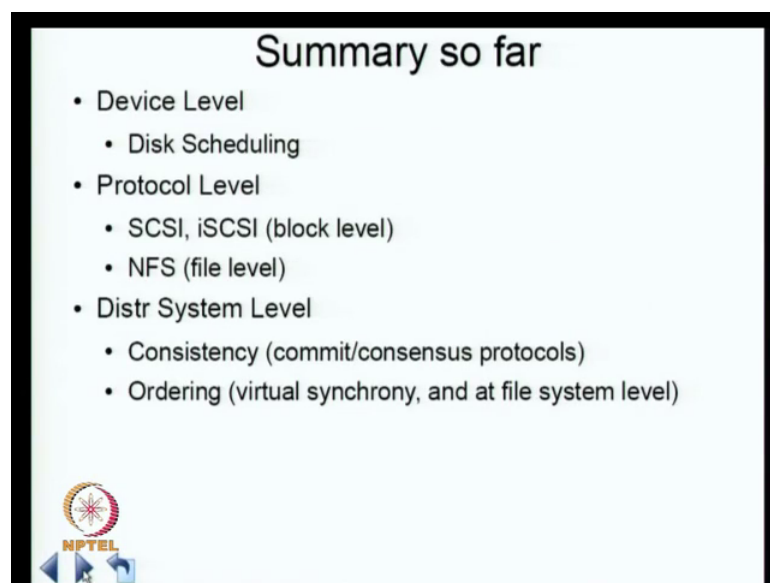 Summary so far
• Device Level
• Disk Scheduling
• Protocol Level
• SCSI, iSCSI (block level)
• NFS (file level)
• Distr System Level
• Consistency (commit/consensus protocols)
• Ordering (virtual synchrony, and at file system level)
NPTEL